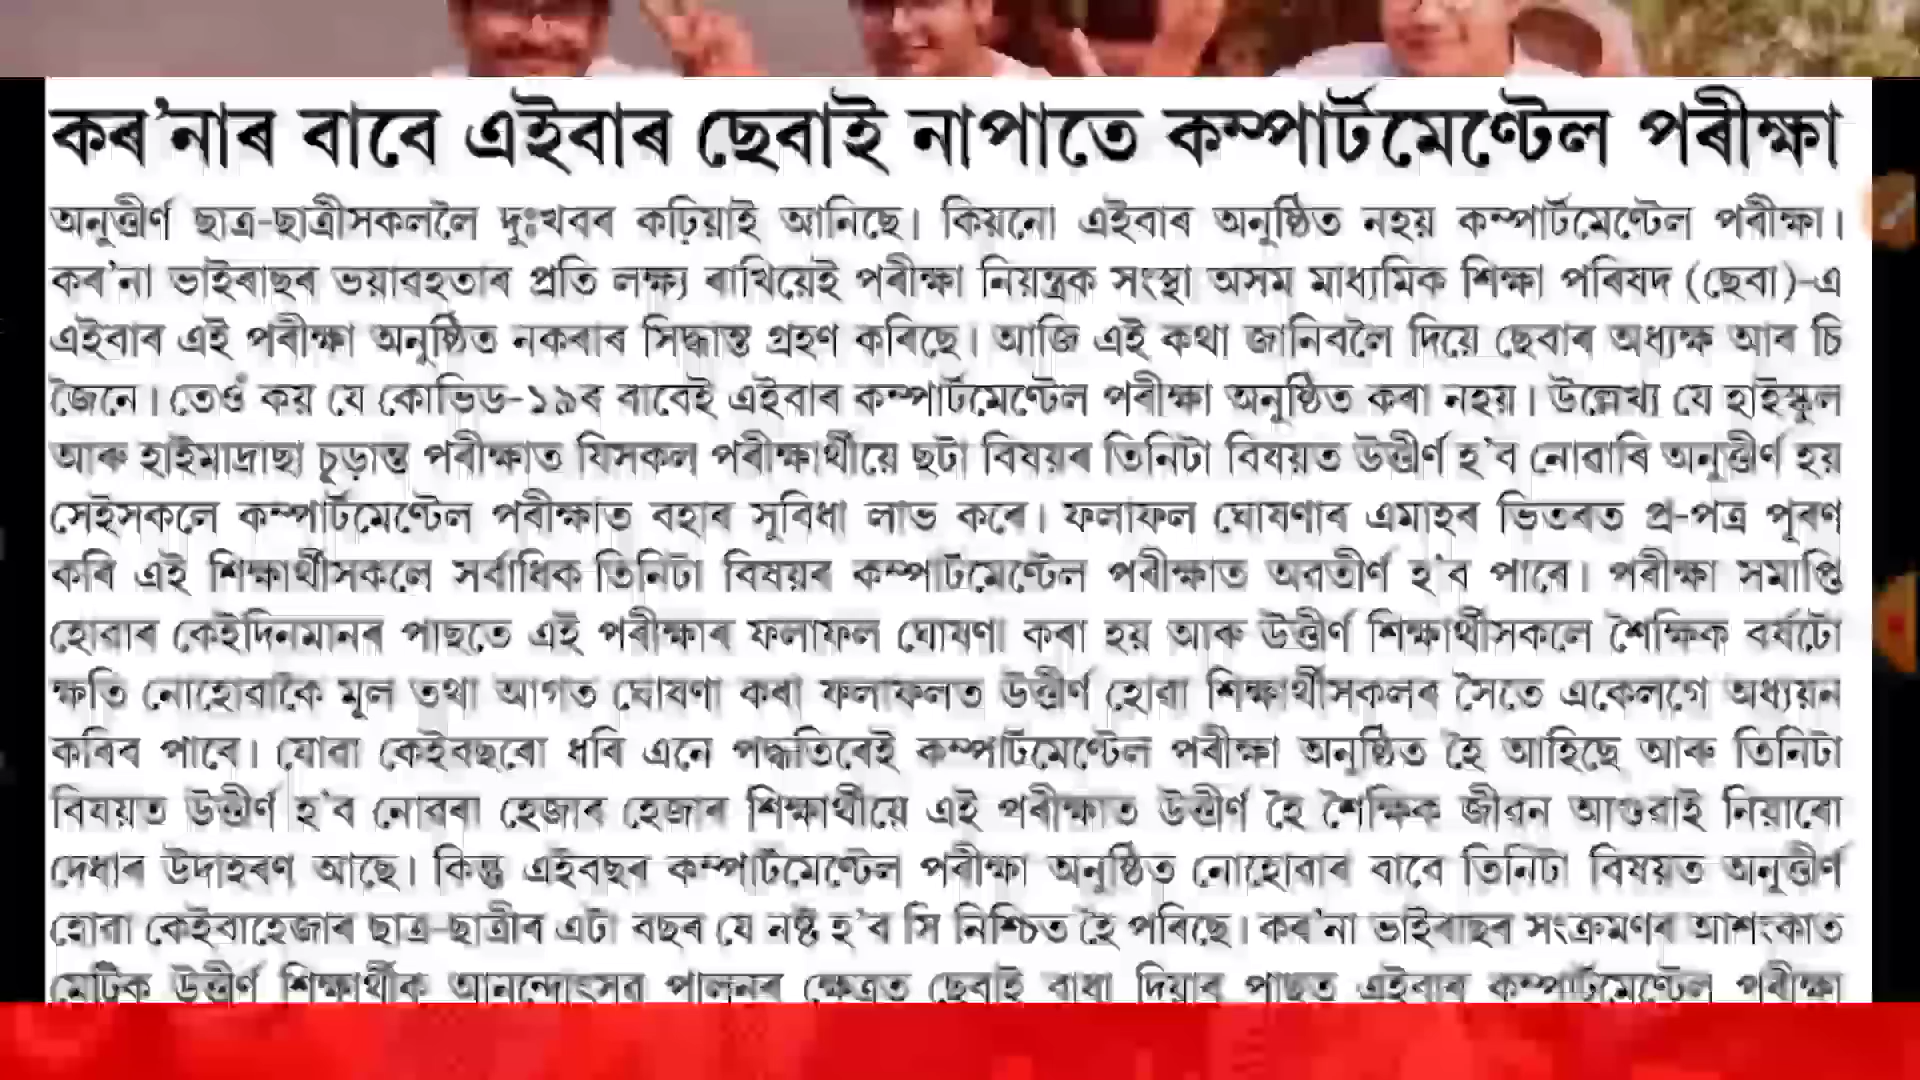 কৰ'নাৰ বাবে এইবাৰ ছেবাই নাপাতে কম্পাৰ্টমেণ্টেল পৰীক্ষা
অনুত্তীৰ্ণ ছাত্ৰ-ছাত্ৰীসকললৈ দুঃখবৰ কঢ়িয়াই আনিছে। কিয়নো এইবাৰ অনুষ্ঠিত নহয় কম্পাৰ্টমেণ্টেল পৰীক্ষা।
কৰ'না ভাইৰাছৰ ভয়াবহতাৰ প্ৰতি লক্ষ্য ৰাখিয়েই পৰীক্ষা নিয়ন্ত্ৰক সংস্থা অসম মাধ্যমিক শিক্ষা পৰিষদ (ছেবা)-এ
এইবাৰ এই পৰীক্ষা অনুষ্ঠিত নকৰাৰ সিদ্ধান্ত গ্ৰহণ কৰিছে। আজি এই কথা জানিবলৈ দিয়ে ছেবাৰ অধ্যক্ষ আৰ চি
জৈনে। তেওঁ কয় যে কোভিড-১৯ৰ বাবেই এইবাৰ কম্পাৰ্টমেণ্টেল পৰীক্ষা অনুষ্ঠিত কৰা নহয়। উল্লেখ্য যে হাইস্কুল
আৰু হাইমাদ্ৰাছা চূড়ান্ত পৰীক্ষাত যিসকল পৰীক্ষাৰ্থীয়ে ছটা বিষয়ৰ তিনিটা বিষয়ত উত্তীৰ্ণ হ'ব নোৱাৰি অনুত্তীৰ্ণ হয়
সেইসকলে কম্পাৰ্টমেণ্টেল পৰীক্ষাত বহাৰ সুবিধা লাভ কৰে। ফলাফল ঘোষণাৰ এমাহৰ ভিতৰত প্ৰ-পত্ৰ পূৰণ
কৰি এই শিক্ষাৰ্থীসকলে সৰ্বাধিক তিনিটা বিষয়ৰ কম্পাৰ্টমেণ্টেল পৰীক্ষাত অৱতীৰ্ণ হ'ব পাৰে। পৰীক্ষা সমাপ্তি
হোৱাৰ কেইদিনমানৰ পাছতে এই পৰীক্ষাৰ ফলাফল ঘোষণা কৰা হয় আৰু উত্তীৰ্ণ শিক্ষাৰ্থীসকলে শৈক্ষিক বৰ্ষটো
ক্ষতি নোহোৱাকৈ মূল তথা আগত ঘোষণা কৰা ফলাফলত উত্তীৰ্ণ হোৱা শিক্ষাৰ্থীসকলৰ সৈতে একেলগে অধ্যয়ন
কৰিব পাৰে। যোৱা কেইবছৰো ধৰি এনে পদ্ধতিৰেই কম্পাৰ্টমেণ্টেল পৰীক্ষা অনুষ্ঠিত হৈ আহিছে আৰু তিনিটা
বিষয়ত উত্তীৰ্ণ হ'ব নোৱৰা হেজাৰ হেজাৰ শিক্ষাৰ্থীয়ে এই পৰীক্ষাত উত্তীৰ্ণ হৈ শৈক্ষিক জীৱন আগুৱাই নিয়াৰো
দেধাৰ উদাহৰণ আছে। কিন্তু এইবছৰ কম্পাৰ্টমেণ্টেল পৰীক্ষা অনুষ্ঠিত নোহোৱাৰ বাবে তিনিটা বিষয়ত অনুত্তীৰ্ণ
হোৱা কেইবাহেজাৰ ছাত্ৰ-ছাত্ৰীৰ এটা বছৰ যে নষ্ট হ'ব সি নিশ্চিত হৈ পৰিছে। কৰ'না ভাইৰাছৰ সংক্ৰমণৰ আশংকাত
মেট্ৰিক উত্তীৰ্ণ শিক্ষাৰ্থীক আনন্দোৎসৱ পালনৰ ক্ষেত্ৰত ছেবাই বাধা দিয়াৰ পাছত এইবাৰ কম্পাৰ্টমেণ্টেল পৰীক্ষা